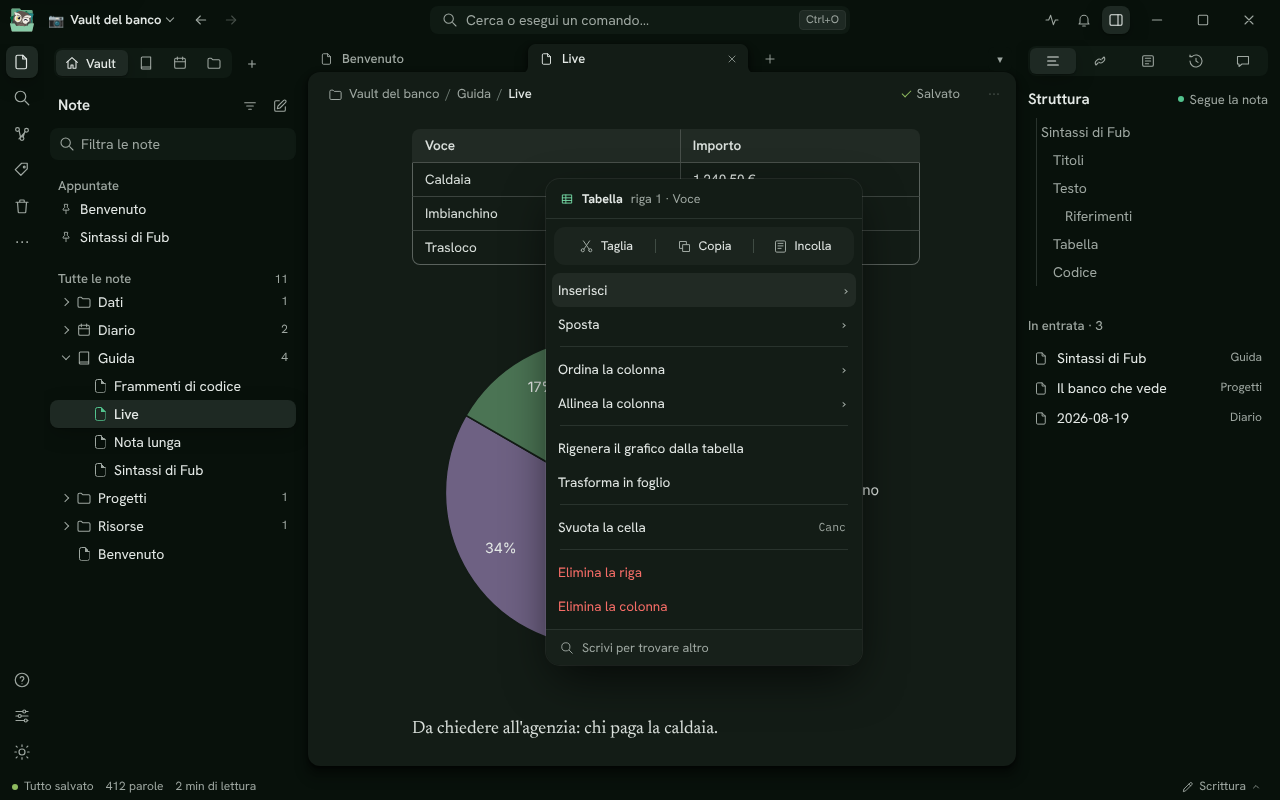 Vault del banco
Cerca o esegui un comando...
Ctrl+O
Vault
Benvenuto
Live
Note
Filtra le note
Appuntate
Benvenuto
Sintassi di Fub
Tutte le note 11
Dati 1
Diario 2
Guida 4
Frammenti di codice
Live
Nota lunga
Sintassi di Fub
Progetti 1
Risorse 1
Benvenuto
Vault del banco / Guida / Live
Salvato
Voce Importo
Caldaia
Imbianchino
Trasloco
Tabella riga 1 · Voce
Taglia Copia Incolla
Inserisci
Sposta
Ordina la colonna
Allinea la colonna
Rigenera il grafico dalla tabella
Trasforma in foglio
Svuota la cella Canc
Elimina la riga
Elimina la colonna
Scrivi per trovare altro
34%
Da chiedere all'agenzia: chi paga la caldaia.
Struttura
Segue la nota
Sintassi di Fub
Titoli
Testo
Riferimenti
Tabella
Codice
In entrata · 3
Sintassi di Fub Guida
Il banco che vede Progetti
2026-08-19 Diario
Tutto salvato 412 parole 2 min di lettura
Scrittura